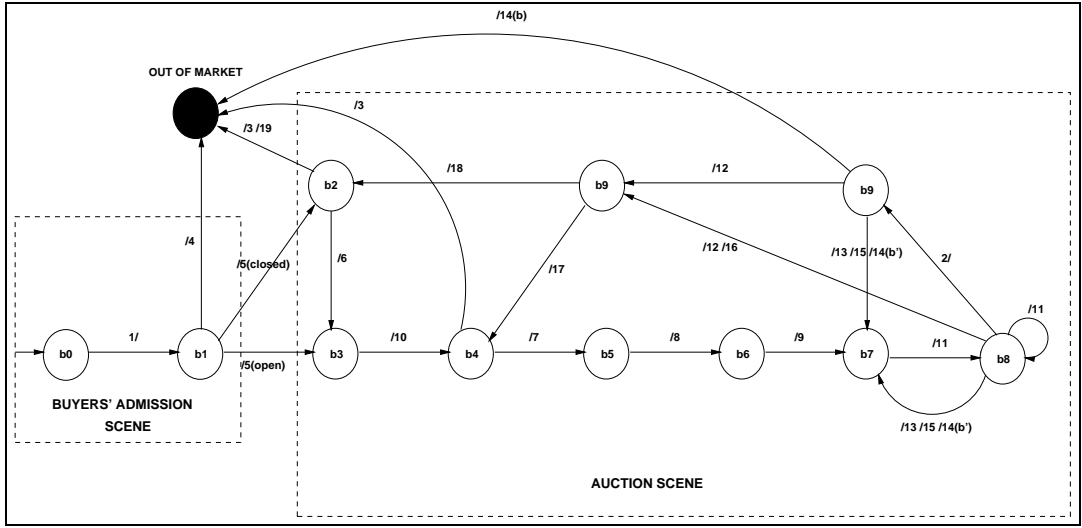 /14(b)
OUT OF MARKET
/3
/3 /19
b2
/18
b9
/12
b9
/4
/5(closed)
/6
/17
/12 /16
/13 /15 /14(b’)
2/
/11
b0
1/
b1
/5(open)
b3
/10
b4
/7
b5
/8
b6
/9
b7
/11
b8
/13 /15 /14(b’)
BUYERS’ ADMISSION
SCENE
AUCTION SCENE